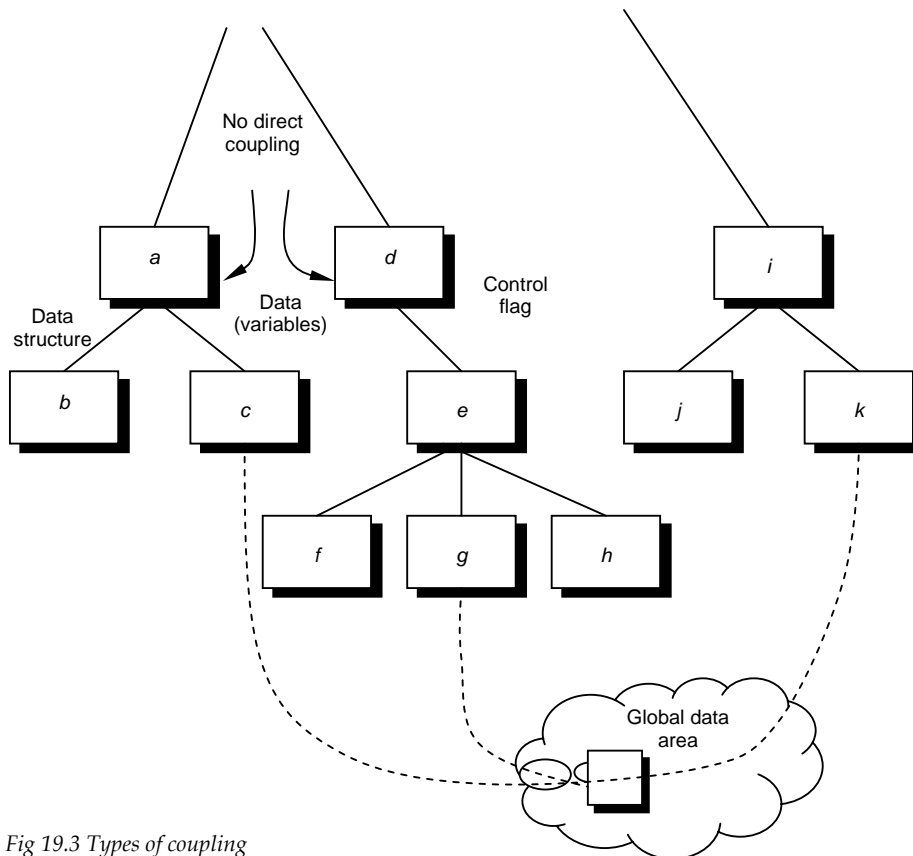 No direct
coupling
a
d
i
Data
structure
Data
(variables)
Control
flag
b
c
e
j
k
f
g
h
Global data
area
Fig 19.3 Types of coupling